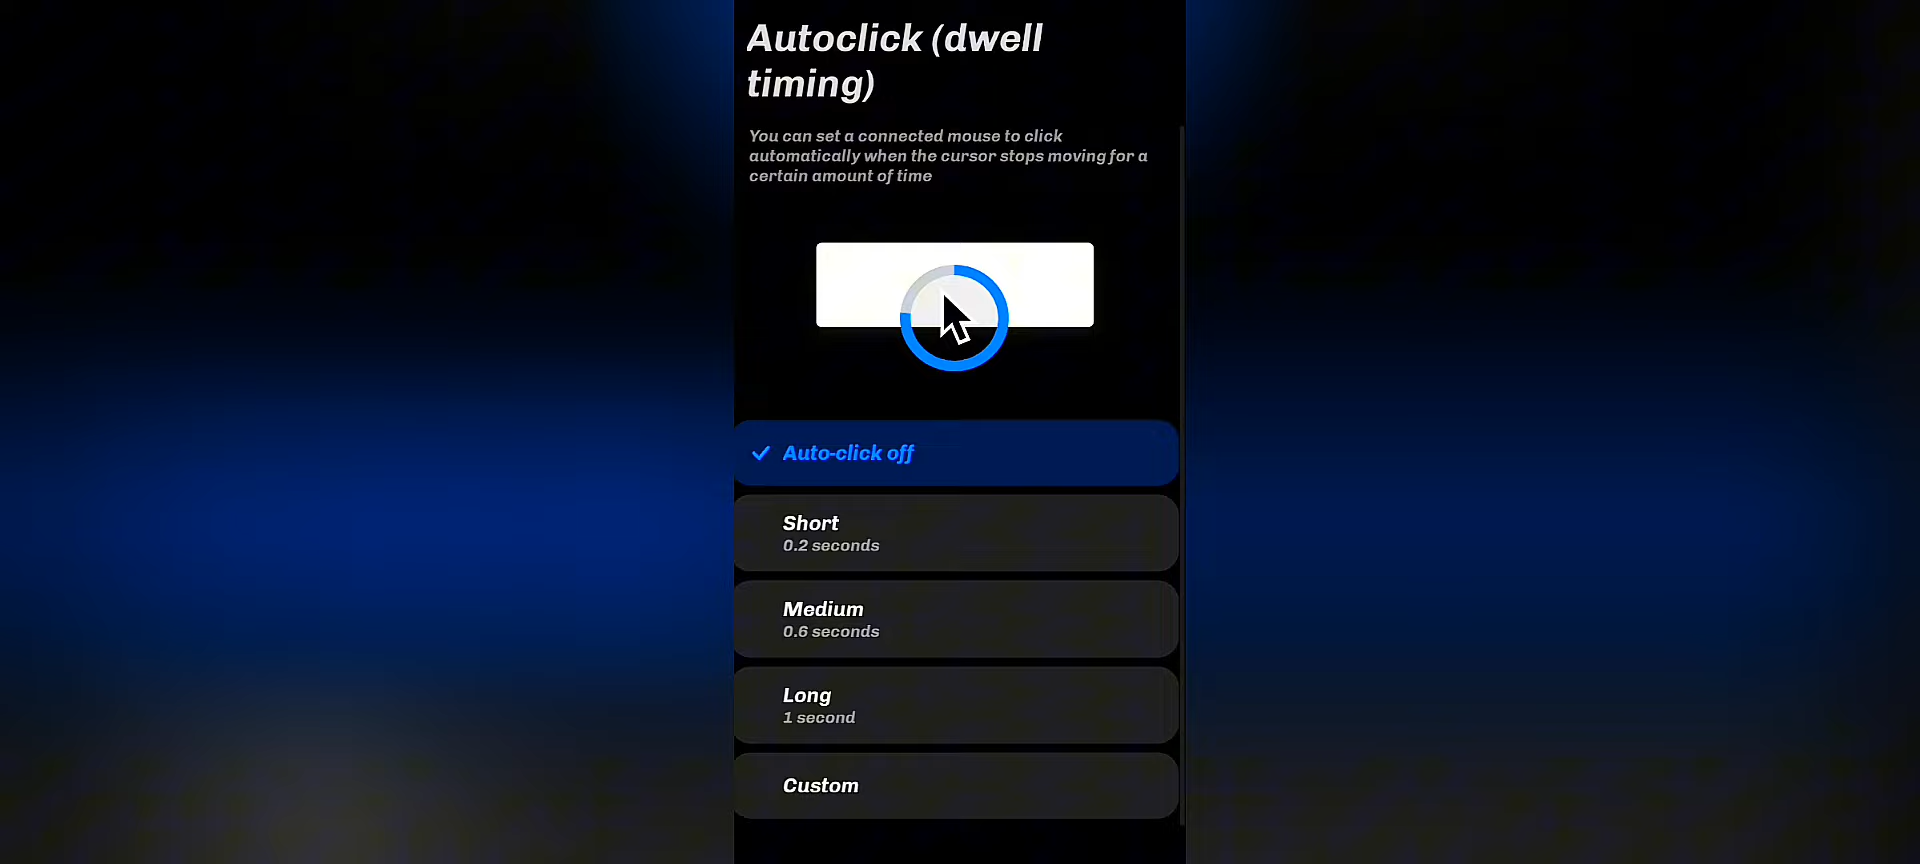 Autoclick (dwell
timing)
You can set a connected mouse to click
automatically when the cursor stops moving for a
certain amount of time
Auto-click off
Short
0.2 seconds
Medium
0.6 seconds
Long
1 second
Custom